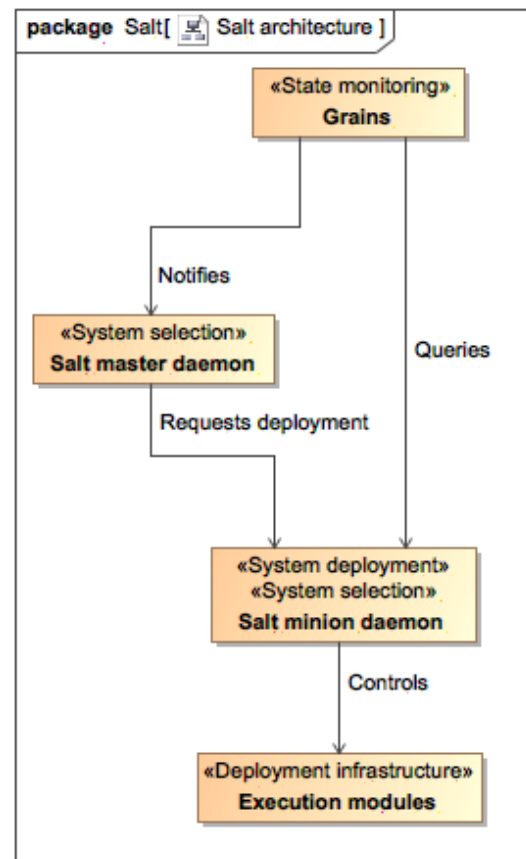 package Salt[ Salt architecture ]
«State monitoring»
Grains
Notifies
«System selection»
Salt master daemon
Queries
Requests deployment
«System deployment»
«System selection»
Salt minion daemon
Controls
«Deployment infrastructure»
Execution modules